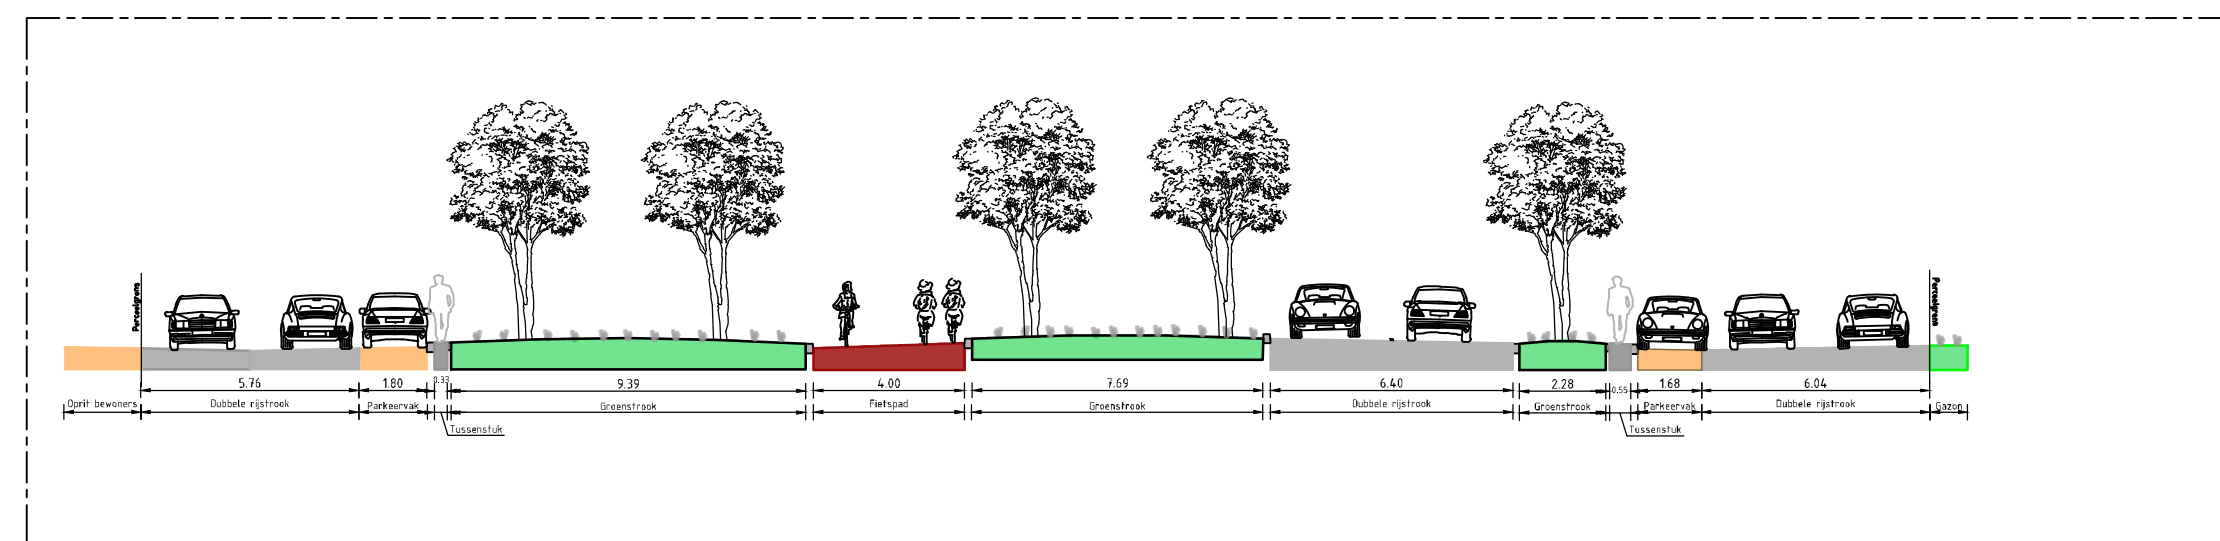 Perceelgrens
Perceelgrens
5.76
1.80
0.33
9.39
4.00
7.69
6.40
2.28
0.55
1.68
6.04
Oprit bewoners
Dubbele rijstrook
Parkeervak
Groenstrook
Fietspad
Groenstrook
Dubbele rijstrook
Groenstrook
Parkeervak
Dubbele rijstrook
Gazon
Tussenstuk
Tussenstuk